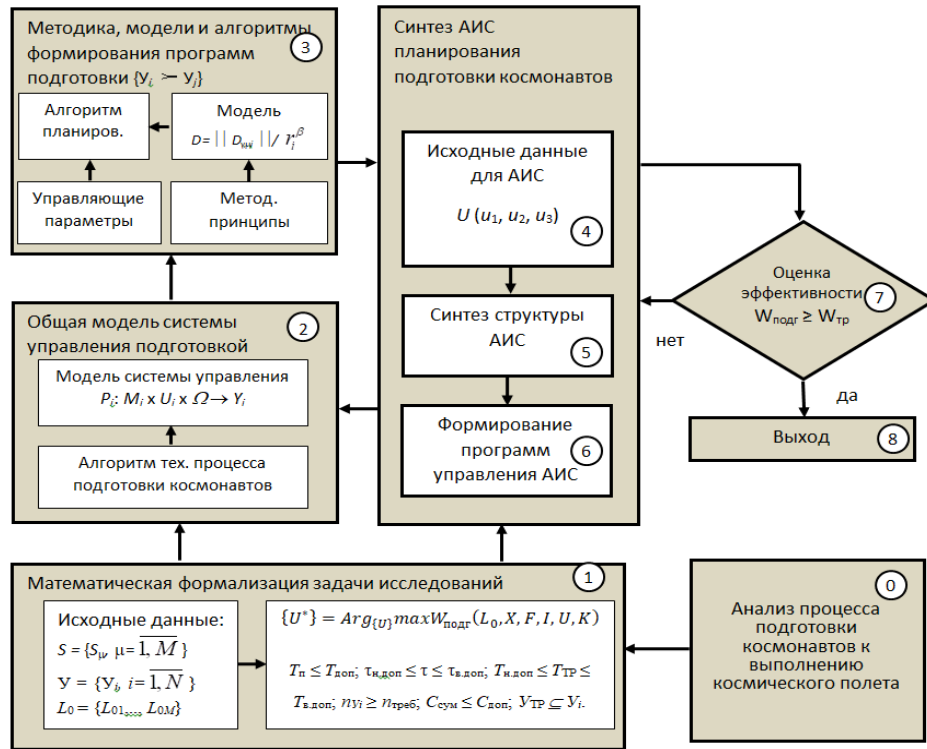 Методика, модели и алгоритмы
формирования программ
подготовки {Уi ≻ Уj}
3
Алгоритм
планиров.
Модель
D= || Dкнi || / rᵢᵝ
Управляющие
параметры
Метод.
принципы
Синтез АИС
планирования
подготовки космонавтов
Исходные данные
для АИС
U (u₁, u₂, u₃)
4
Синтез структуры
АИС
5
Формирование
программ
управления АИС
6
Оценка
эффективности
Wподг ≥ Wтр
7
нет
да
Выход
8
Общая модель системы
управления подготовкой
2
Модель системы управления
Pi: Mi x Ui x Ω→ Yi
Алгоритм тех. процесса
подготовки космонавтов
Математическая формализация задачи исследований
1
Исходные данные:
S = {Sμ, μ= 1, M }
У = {Уi, i= 1, N }
L₀ = {L₀₁,..., L₀M}
{U*} = Arg{U}maxWподг(L₀, X, F, I, U, K)
Tп ≤ Tдоп; τн.доп ≤ τ ≤ τв.доп; Tн.доп ≤ TТР ≤
Tв.доп; nУi ≥ nтреб; Cсум ≤ Cдоп; УТР ⊆ Уi.
0
Анализ процесса
подготовки
космонавтов к
выполнению
космического полета